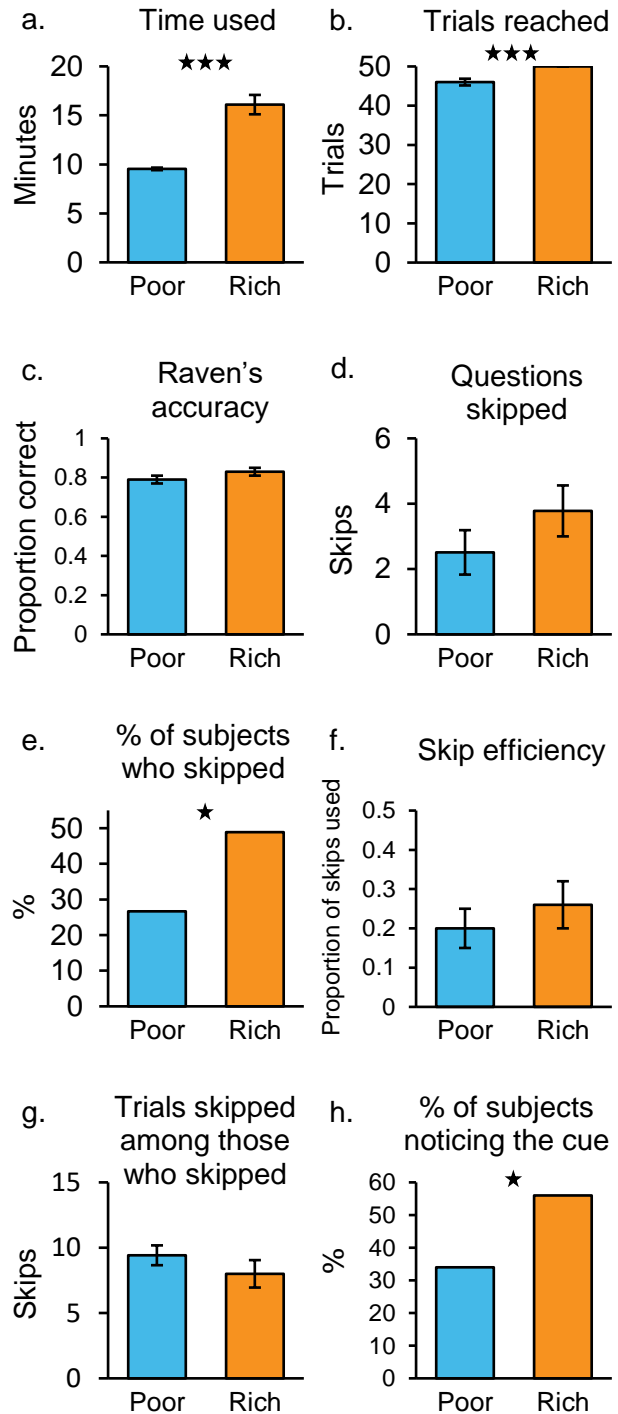 a. Time used
★★★
Minutes
20
15
10
5
0
Poor Rich
b. Trials reached
★★★
Trials
50
40
30
20
10
0
Poor Rich
c. Raven's
accuracy
Proportion correct
1
0.8
0.6
0.4
0.2
0
Poor Rich
d. Questions
skipped
Skips
6
4
2
0
Poor Rich
e. % of subjects
who skipped
★
%
50
40
30
20
10
0
Poor Rich
f. Skip efficiency
Proportion of skips used
0.5
0.4
0.3
0.2
0.1
0
Poor Rich
g. Trials skipped
among those
who skipped
Skips
15
10
5
0
Poor Rich
h. % of subjects
noticing the cue
★
%
60
50
40
30
20
10
0
Poor Rich